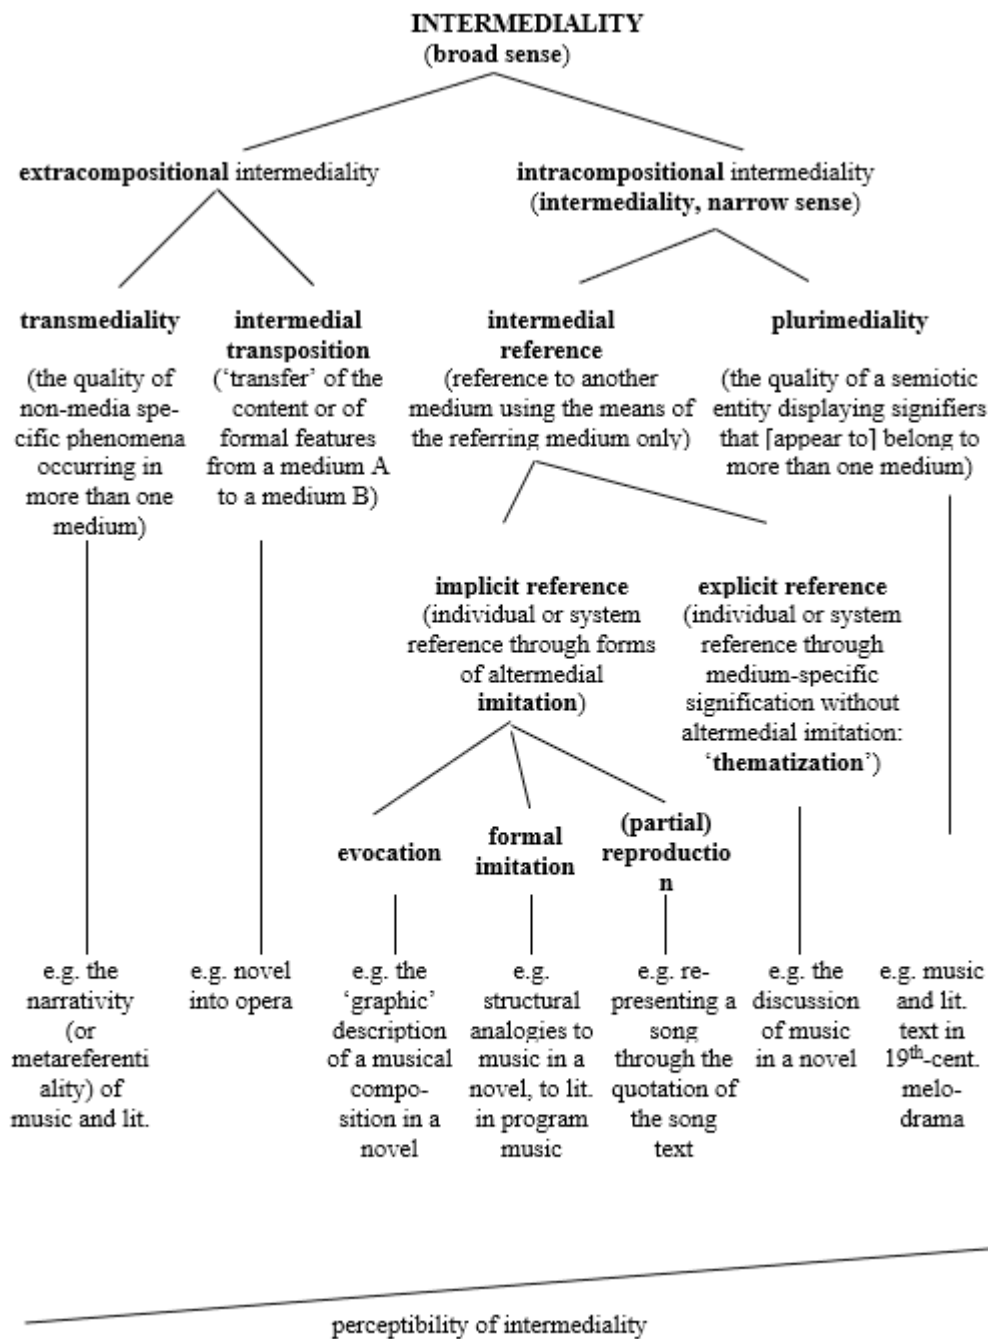 INTERMEDIALITY
(broad sense)
extracompositional intermediality
intracompositional intermediality
(intermediality, narrow sense)
transmediality
(the quality of
non-media spe-
cific phenomena
occurring in
more than one
medium)
intermedial
transposition
(‘transfer’ of the
content or of
formal features
from a medium A
to a medium B)
intermedial
reference
(reference to another
medium using the means of
the referring medium only)
plurimediality
(the quality of a semiotic
entity displaying signifiers
that [appear to] belong to
more than one medium)
implicit reference
(individual or system
reference through forms
of altermedial
imitation)
explicit reference
(individual or system
reference through
medium-specific
signification without
altermedial imitation:
‘thematization’)
evocation
formal
imitation
(partial)
reproductio
n
e.g. the
narrativity
(or
metareferenti
ality) of
music and lit.
e.g. novel
into opera
e.g. the
‘graphic’
description
of a musical
compo-
sition in a
novel
e.g.
structural
analogies to
music in a
novel, to lit.
in program
music
e.g. re-
presenting a
song
through the
quotation of
the song
text
e.g. the
discussion
of music
in a novel
e.g. music
and lit.
text in
19th-cent.
melo-
drama
perceptibility of intermediality